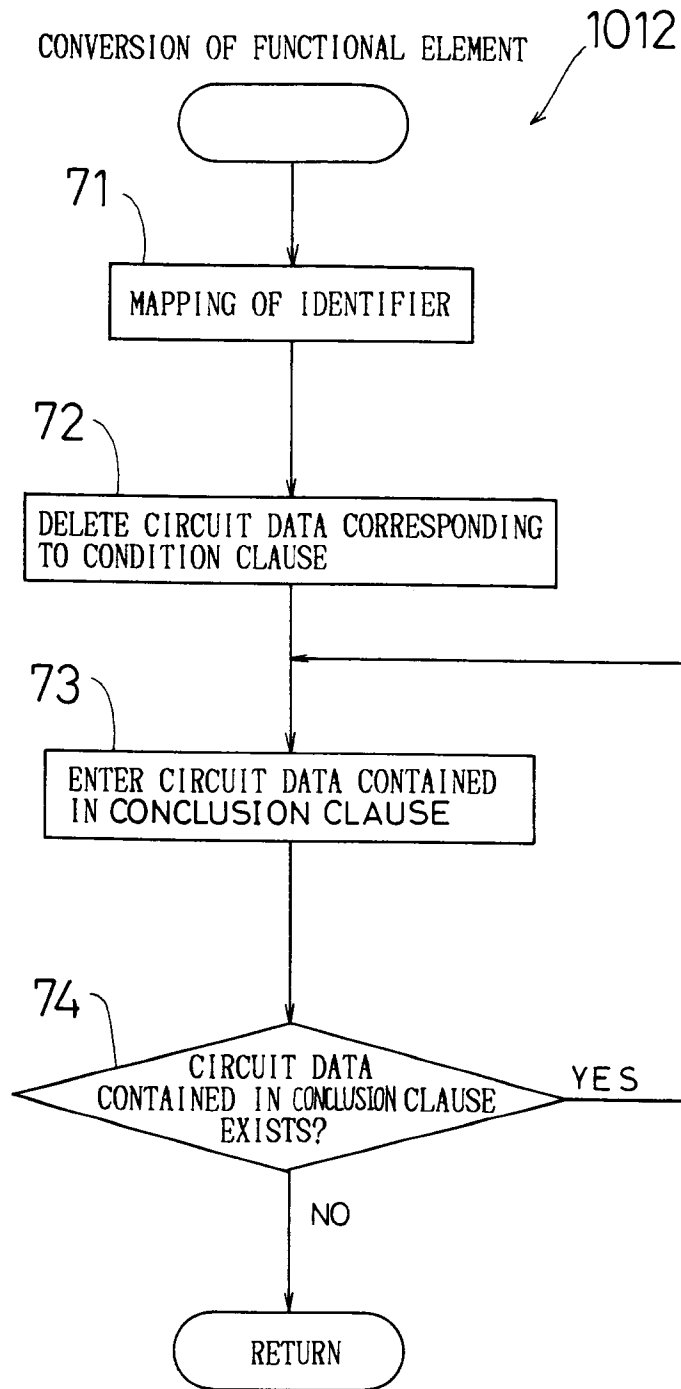 CONVERSION OF FUNCTIONAL ELEMENT
1012
71
MAPPING OF IDENTIFIER
72
DELETE CIRCUIT DATA CORRESPONDING
TO CONDITION CLAUSE
73
ENTER CIRCUIT DATA CONTAINED
IN CONCLUSION CLAUSE
74
CIRCUIT DATA
CONTAINED IN CONCLUSION CLAUSE
EXISTS?
YES
NO
RETURN